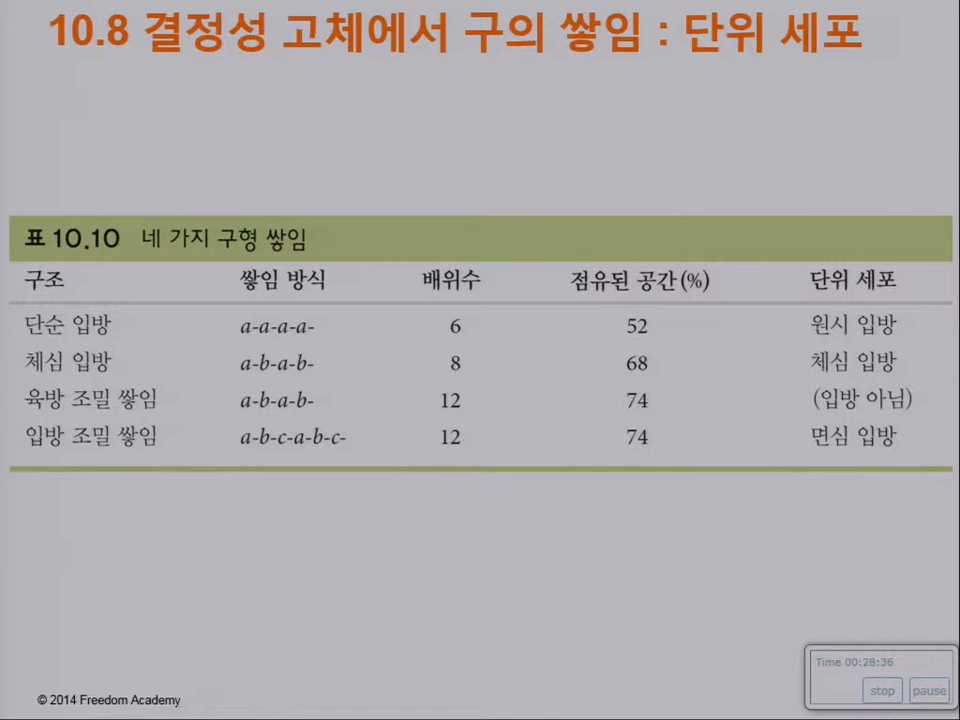 10.8 결정성 고체에서 구의 쌓임 : 단위 세포
표 10.10 네 가지 구형 쌓임
구조 쌓임 방식 배위수 점유된 공간(%) 단위 세포
단순 입방 a-a-a-a- 6 52 원시 입방
체심 입방 a-b-a-b- 8 68 체심 입방
육방 조밀 쌓임 a-b-a-b- 12 74 (입방 아님)
입방 조밀 쌓임 a-b-c-a-b-c- 12 74 면심 입방
Time 00:28:36
stop pause
© 2014 Freedom Academy